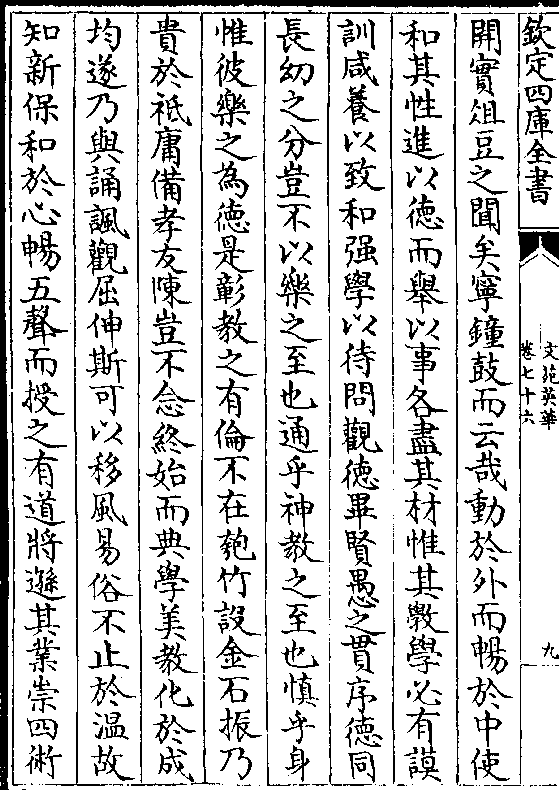 欽定四庫全書
文苑英華
卷七十六
九
開實俎豆之聞矣寧鐘鼓而云哉動於外而暢於中使
和其性進以德而舉以事各盡其材惟其斆學必有謨
訓咸養以致和强學以待問觀德畢賢愚之貫序德同
長幼之分豈不以樂之至也通乎神教之至也慎乎身
惟彼樂之為德是彰教之有倫不在匏竹設金石振乃
貴於祇庸備孝友陳豈不念終始而典學美教化於成
均遂乃與誦諷觀屈伸斯可以移風易俗不止於温故
知新保和於心暢五聲而授之有道將遜其業崇四術